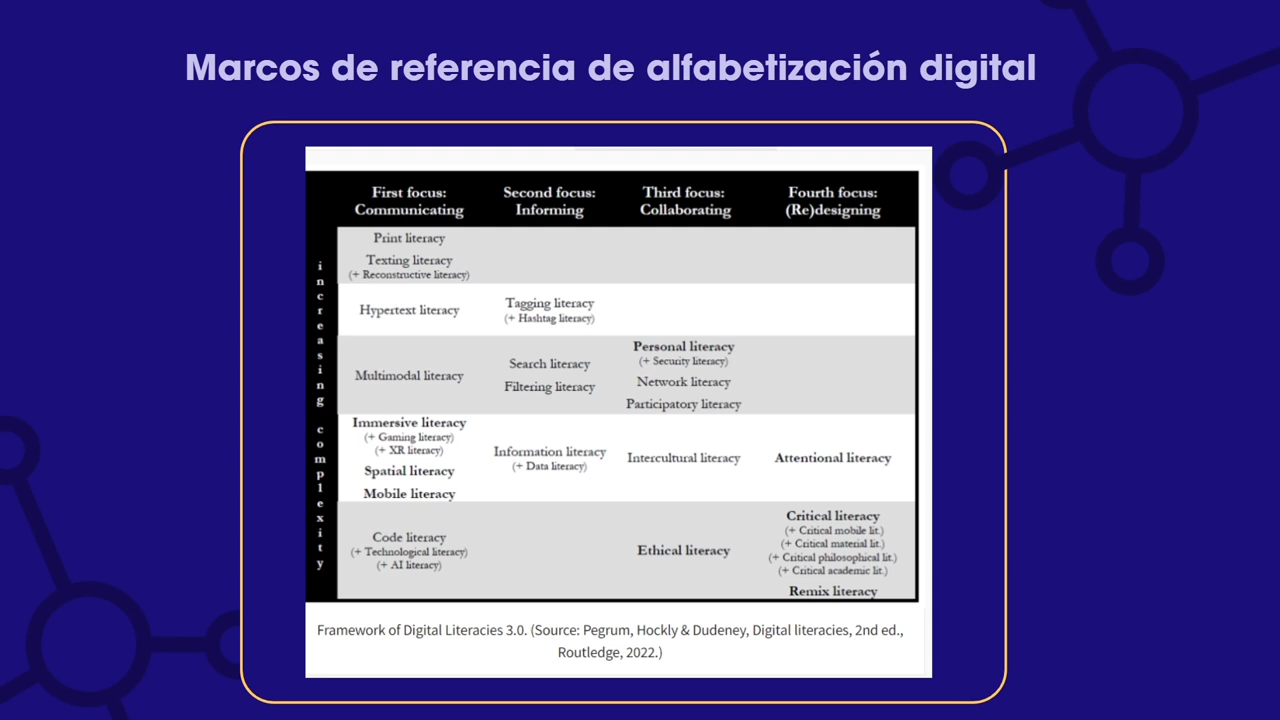 Marcos de referencia de alfabetización digital
First focus:
Communicating
Second focus:
Informing
Third focus:
Collaborating
Fourth focus:
(Re)designing
increasing complexity
Print literacy
Texting literacy
(+ Reconstructive literacy)
Hypertext literacy
Tagging literacy
(+ Hashtag literacy)
Multimodal literacy
Search literacy
Filtering literacy
Personal literacy
(+ Security literacy)
Network literacy
Participatory literacy
Immersive literacy
(+ Gaming literacy)
(+ XR literacy)
Spatial literacy
Mobile literacy
Information literacy
(+ Data literacy)
Intercultural literacy
Attentional literacy
Code literacy
(+ Technological literacy)
(+ AI literacy)
Ethical literacy
Critical literacy
(+ Critical mobile lit.)
(+ Critical material lit.)
(+ Critical philosophical lit.)
(+ Critical academic lit.)
Remix literacy
Framework of Digital Literacies 3.0. (Source: Pegrum, Hockly & Dudeney, Digital literacies, 2nd ed.,
Routledge, 2022.)